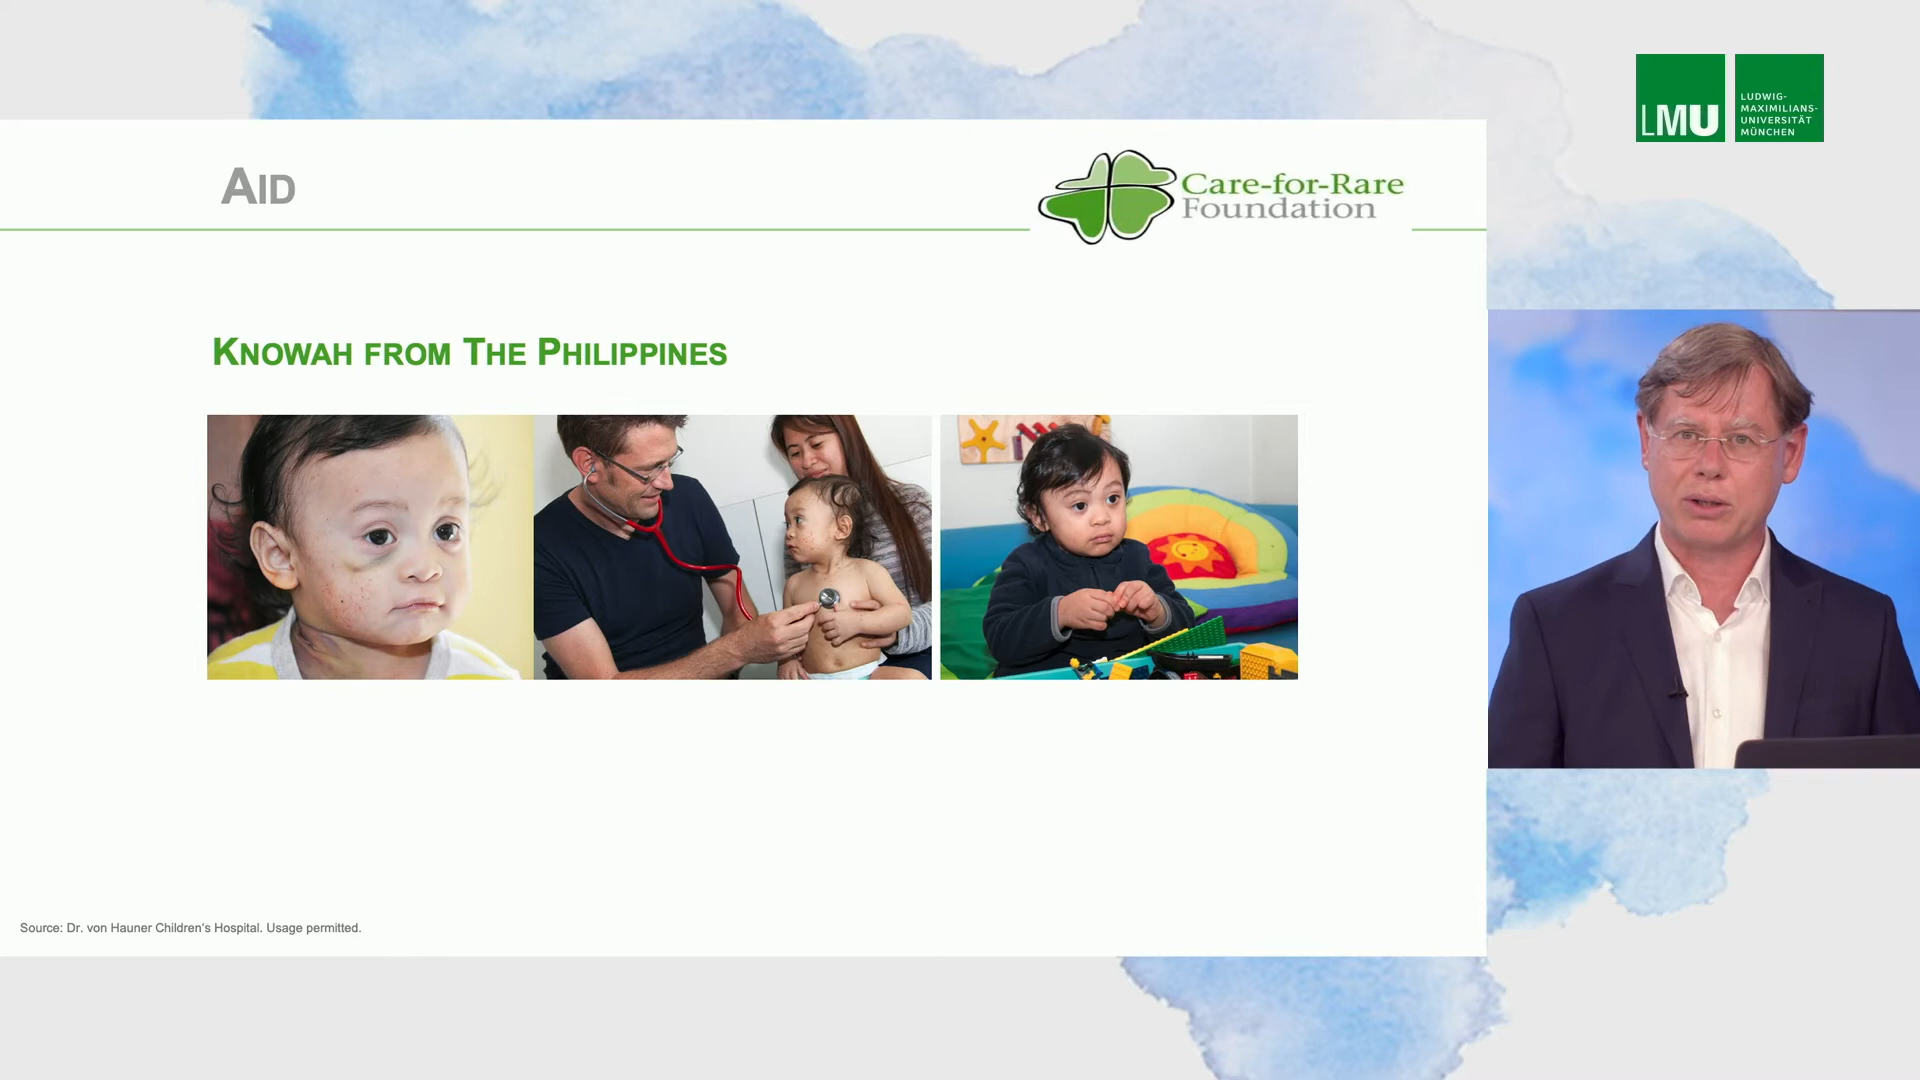 LMU
LUDWIG-
MAXIMILIANS-
UNIVERSITÄT
MÜNCHEN
AID
Care-for-Rare
Foundation
KNOWAH FROM THE PHILIPPINES
Source: Dr. von Hauner Children's Hospital. Usage permitted.